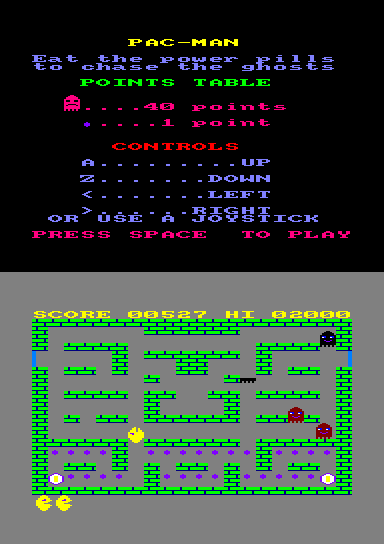 PAC-MAN
Eat the power pills
to chase the ghosts
POINTS TABLE
....40 points
.....1 point
CONTROLS
A..........UP
Z........DOWN
<........LEFT
>.......RIGHT
OR USE A JOYSTICK
PRESS SPACE TO PLAY
SCORE 00527 HI 02000